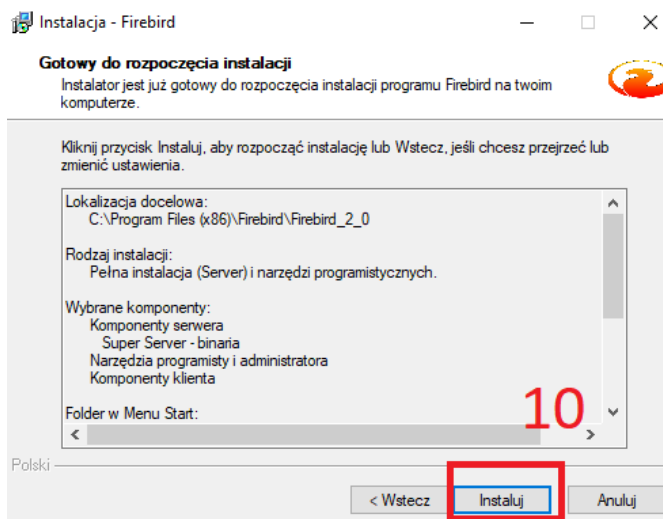 Instalacja - Firebird
Gotowy do rozpoczęcia instalacji
Instalator jest już gotowy do rozpoczęcia instalacji programu Firebird na twoim
komputerze.
Kliknij przycisk Instaluj, aby rozpocząć instalację lub Wstecz, jeśli chcesz przejrzeć lub
zmienić ustawienia.
Lokalizacja docelowa:
C:\Program Files (x86)\Firebird\Firebird_2_0
Rodzaj instalacji:
Pełna instalacja (Server) i narzędzi programistycznych.
Wybrane komponenty:
Komponenty serwera
Super Server - binaria
Narzędzia programisty i administratora
Komponenty klienta
Folder w Menu Start:
10
Polski
< Wstecz
Instaluj
Anuluj